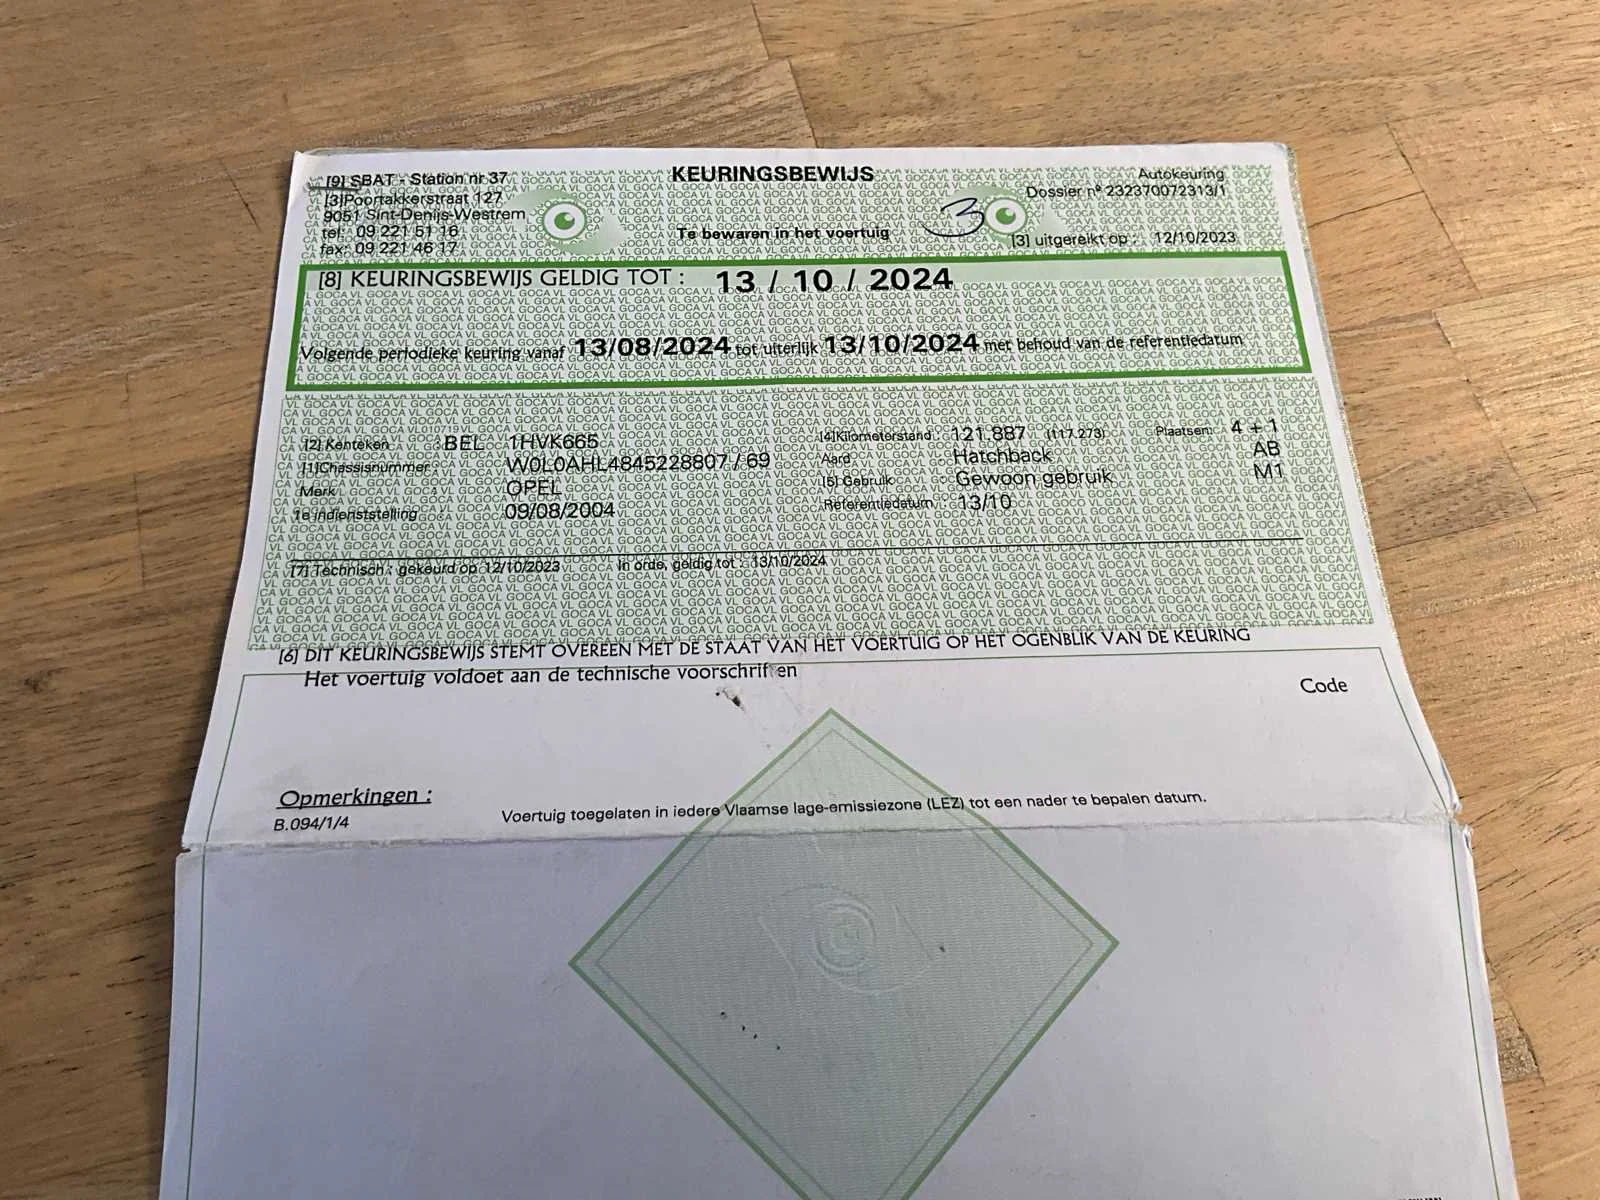 [9] SBAT - Station nr 37
KEURINGSBEWIJS
Autokeuring
[3]Poortakkerstraat 127
Dossier nº 232370072313/1
9051 Sint-Denijs-Westrem
3
tel: 09 221 51 16
Te bewaren in het voertuig
fax: 09 221 46 17
[3] uitgereikt op : 12/10/2023
[8] KEURINGSBEWIJS GELDIG TOT : 13 / 10 / 2024
Volgende periodieke keuring vanaf 13/08/2024 tot uiterlijk 13/10/2024 met behoud van de referentiedatum
[2] Kenteken : BEL 1HVK665 [4]Kilometerstand : 121.887 (117.273) Plaatsen: 4 + 1
[1]Chassisnummer : W0L0AHL4845228807 / 69 Aard : Hatchback AB
Merk : OPEL [5] Gebruik : Gewoon gebruik M1
1e indienststelling : 09/08/2004 Referentiedatum : 13/10
[7] Technisch : gekeurd op 12/10/2023 In orde, geldig tot : 13/10/2024
[6] DIT KEURINGSBEWIJS STEMT OVEREEN MET DE STAAT VAN HET VOERTUIG OP HET OGENBLIK VAN DE KEURING
Het voertuig voldoet aan de technische voorschriften
Code
Opmerkingen :
B.094/1/4 Voertuig toegelaten in iedere Vlaamse lage-emissiezone (LEZ) tot een nader te bepalen datum.